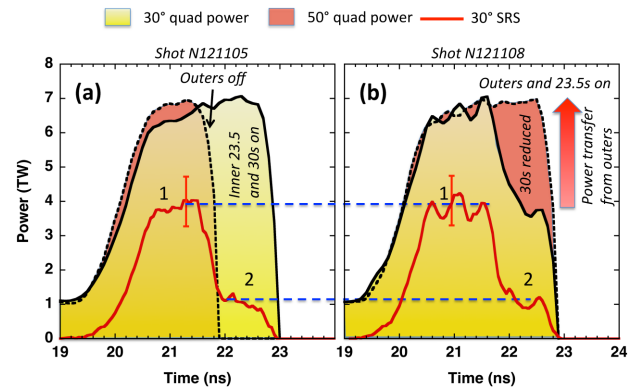 30° quad power 50° quad power 30° SRS
Shot N121105 Shot N121108
Outers off
Outers and 23.5s on
(a) (b)
Inner 23.5
and 30s on
30s reduced
Power transfer
from outers
1 2
1 2
Power (TW)
8
7
6
5
4
3
2
1
0
19 20 21 22 23
19 20 21 22 23 24
Time (ns) Time (ns)